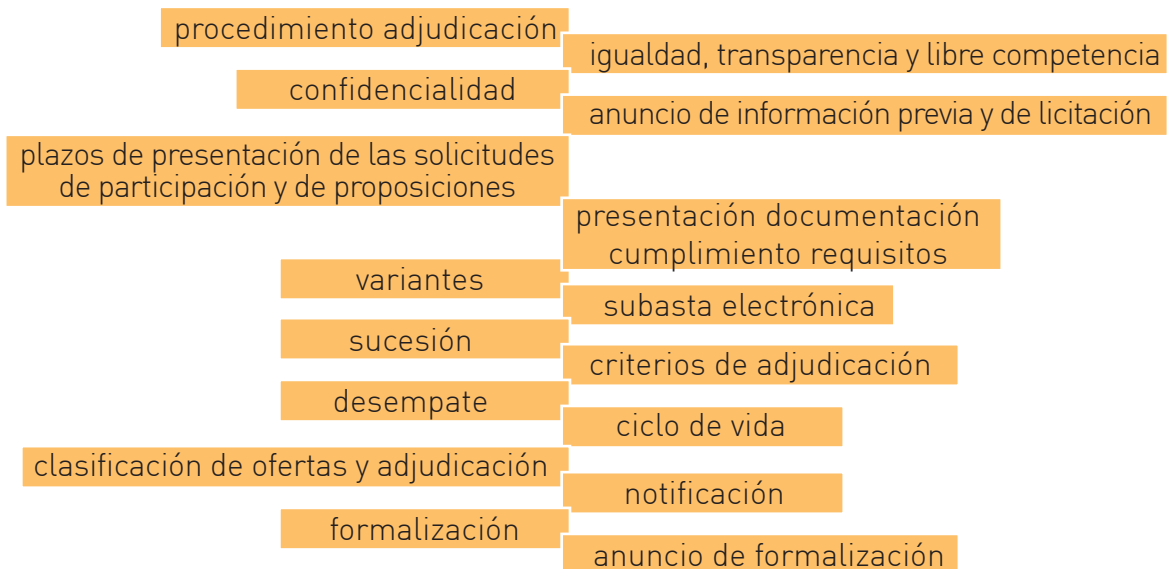 procedimiento adjudicación
igualdad, transparencia y libre competencia
confidencialidad
anuncio de información previa y de licitación
plazos de presentación de las solicitudes
de participación y de proposiciones
presentación documentación
cumplimiento requisitos
variantes
subasta electrónica
sucesión
criterios de adjudicación
desempate
ciclo de vida
clasificación de ofertas y adjudicación
notificación
formalización
anuncio de formalización